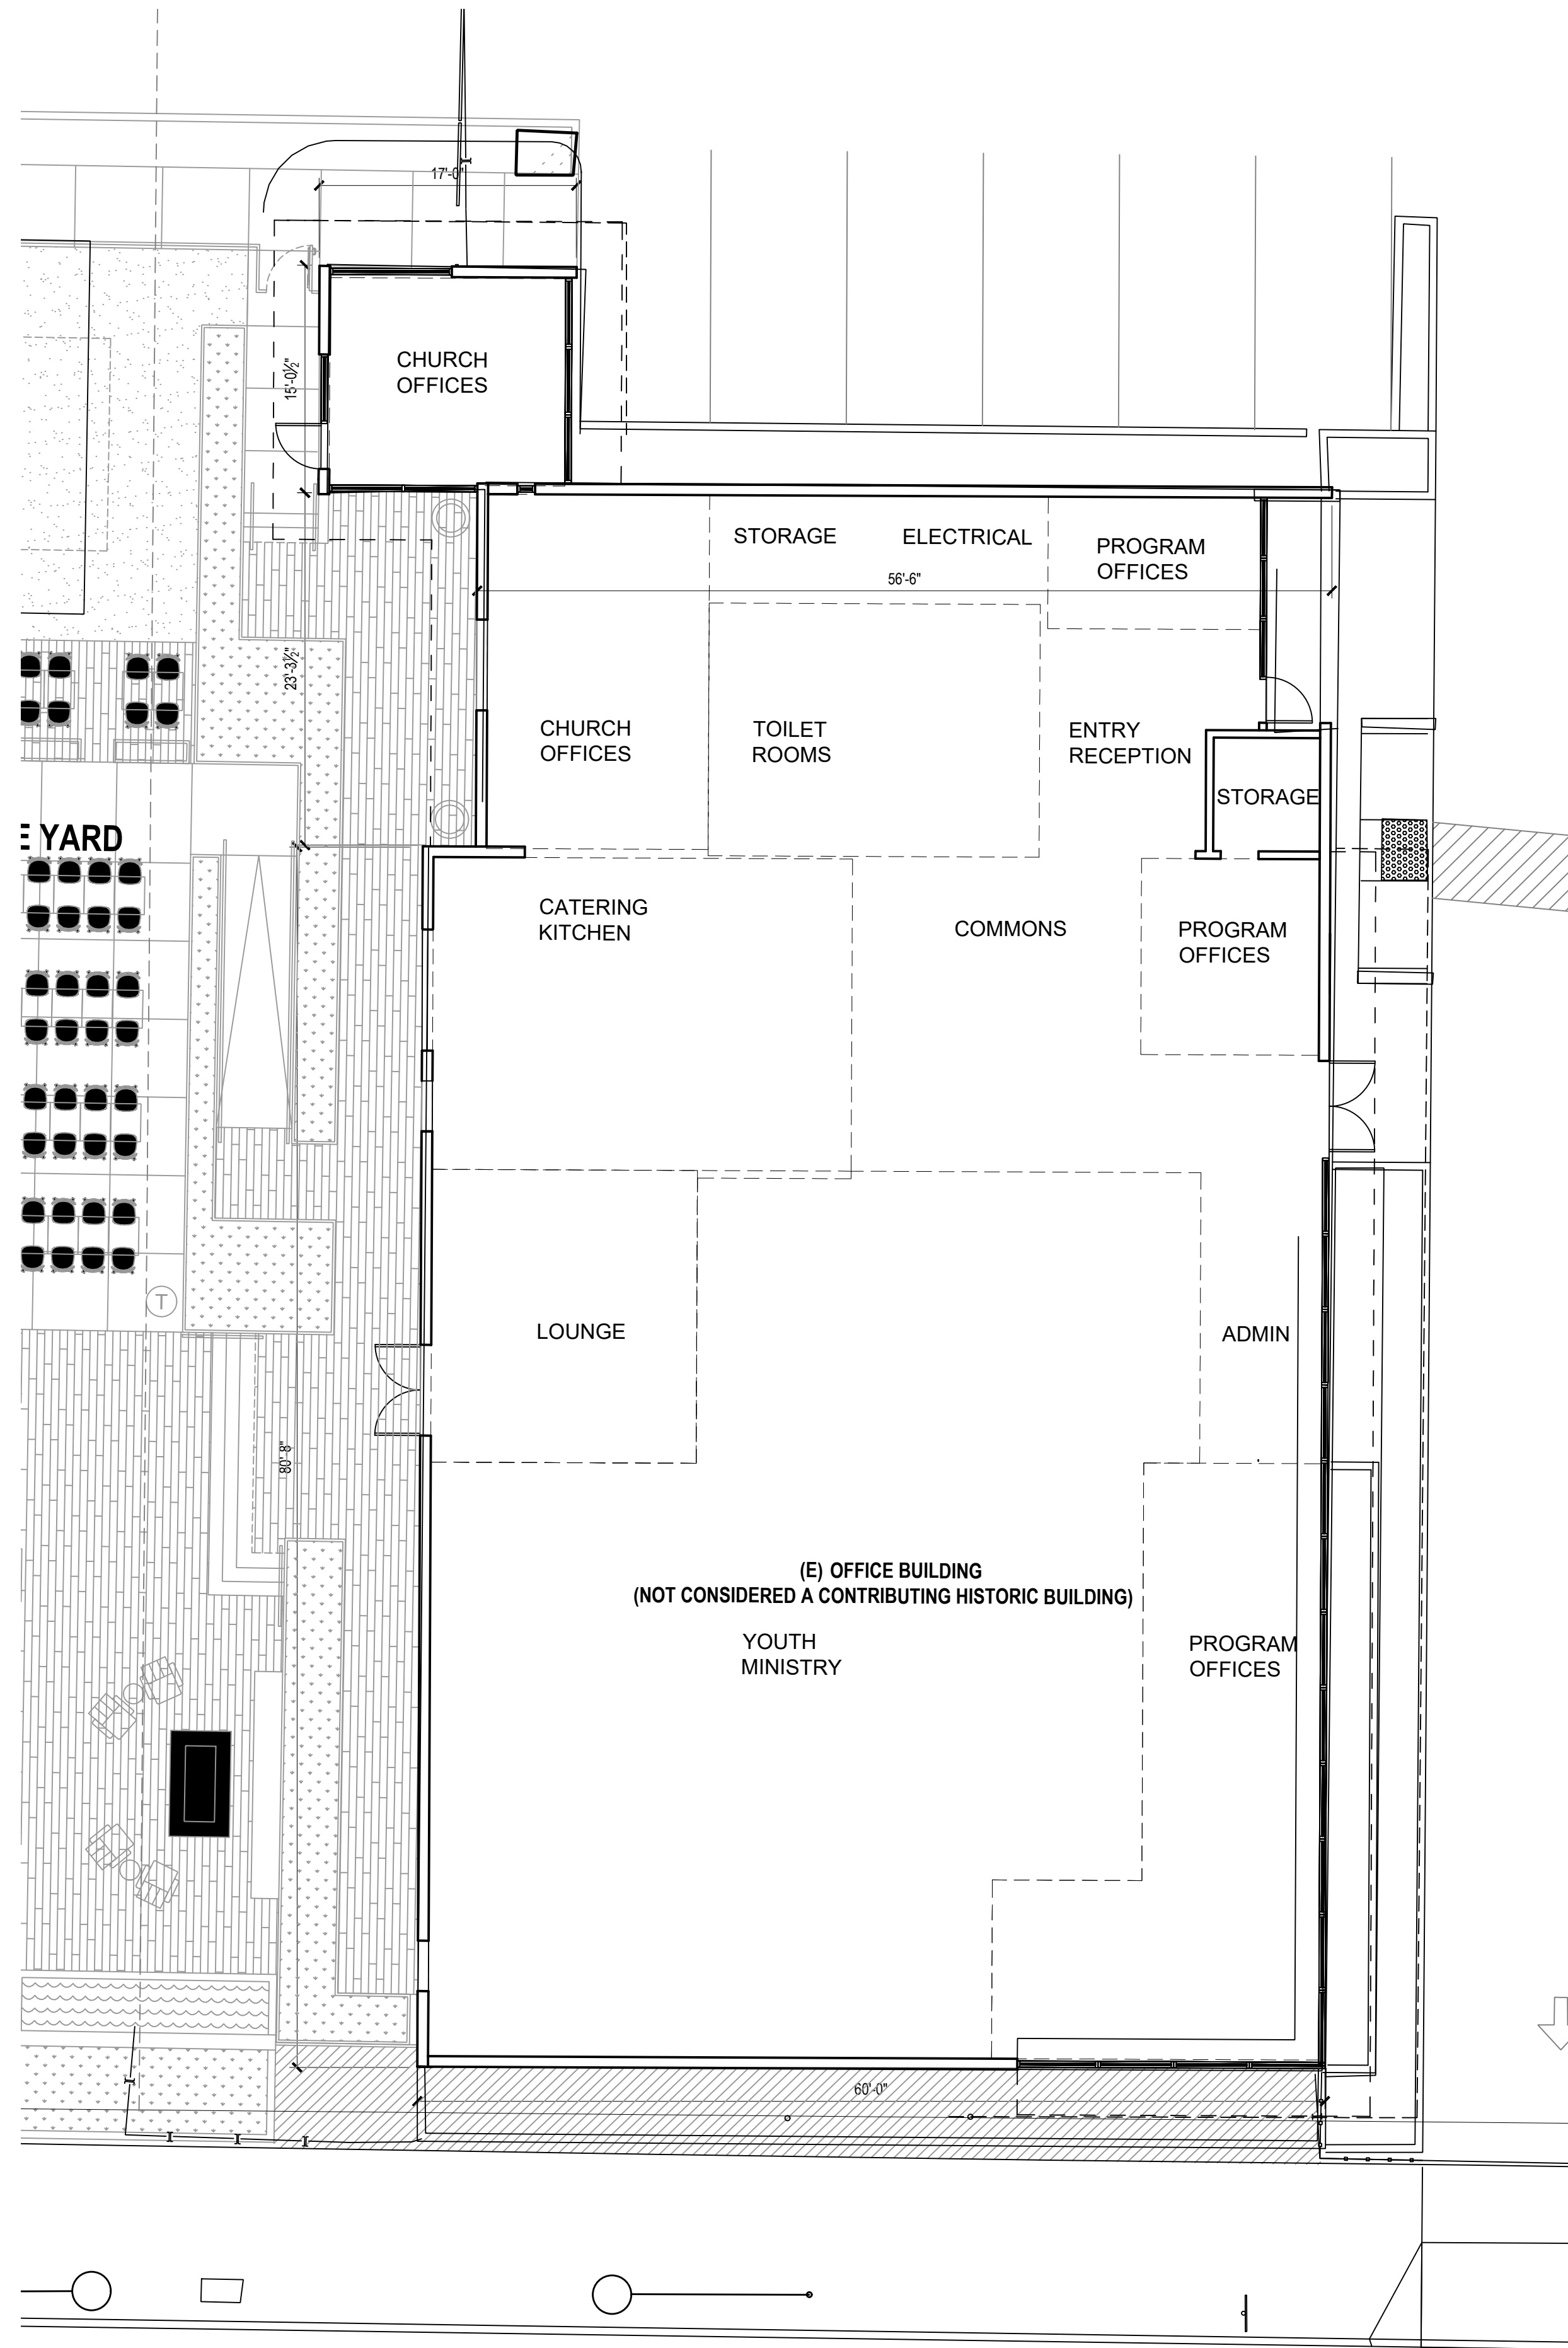 17'-0"
CHURCH
OFFICES
15'-0½"
STORAGE
ELECTRICAL
PROGRAM
OFFICES
56'-6"
23'-3½"
CHURCH
OFFICES
TOILET
ROOMS
ENTRY
RECEPTION
STORAGE
E YARD
CATERING
KITCHEN
COMMONS
PROGRAM
OFFICES
T
LOUNGE
ADMIN
80'-8"
(E) OFFICE BUILDING
(NOT CONSIDERED A CONTRIBUTING HISTORIC BUILDING)
YOUTH
MINISTRY
PROGRAM
OFFICES
60'-0"